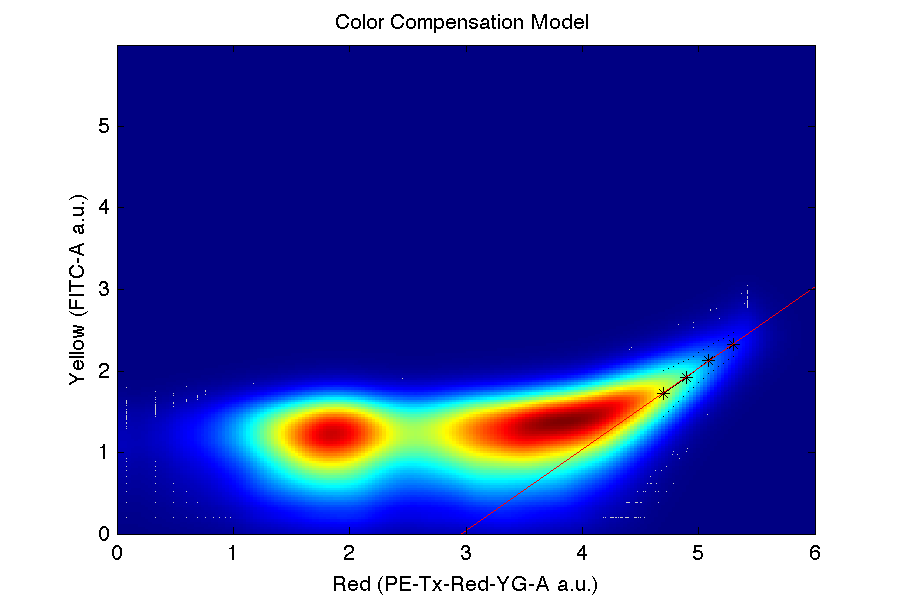 Color Compensation Model
5
4
3
2
1
0
Yellow (FITC-A a.u.)
0 1 2 3 4 5 6
Red (PE-Tx-Red-YG-A a.u.)